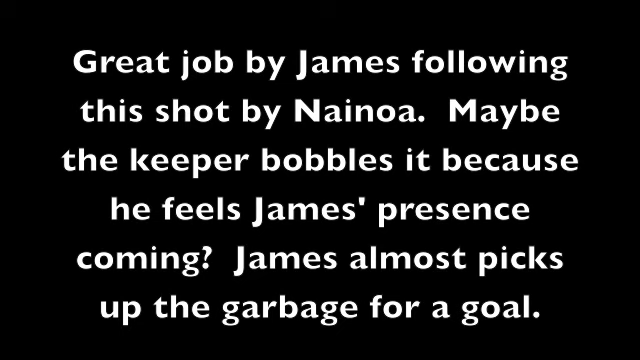 Great job by James following
this shot by Nainoa.  Maybe
the keeper bobbles it because
he feels James' presence
coming?  James almost picks
up the garbage for a goal.